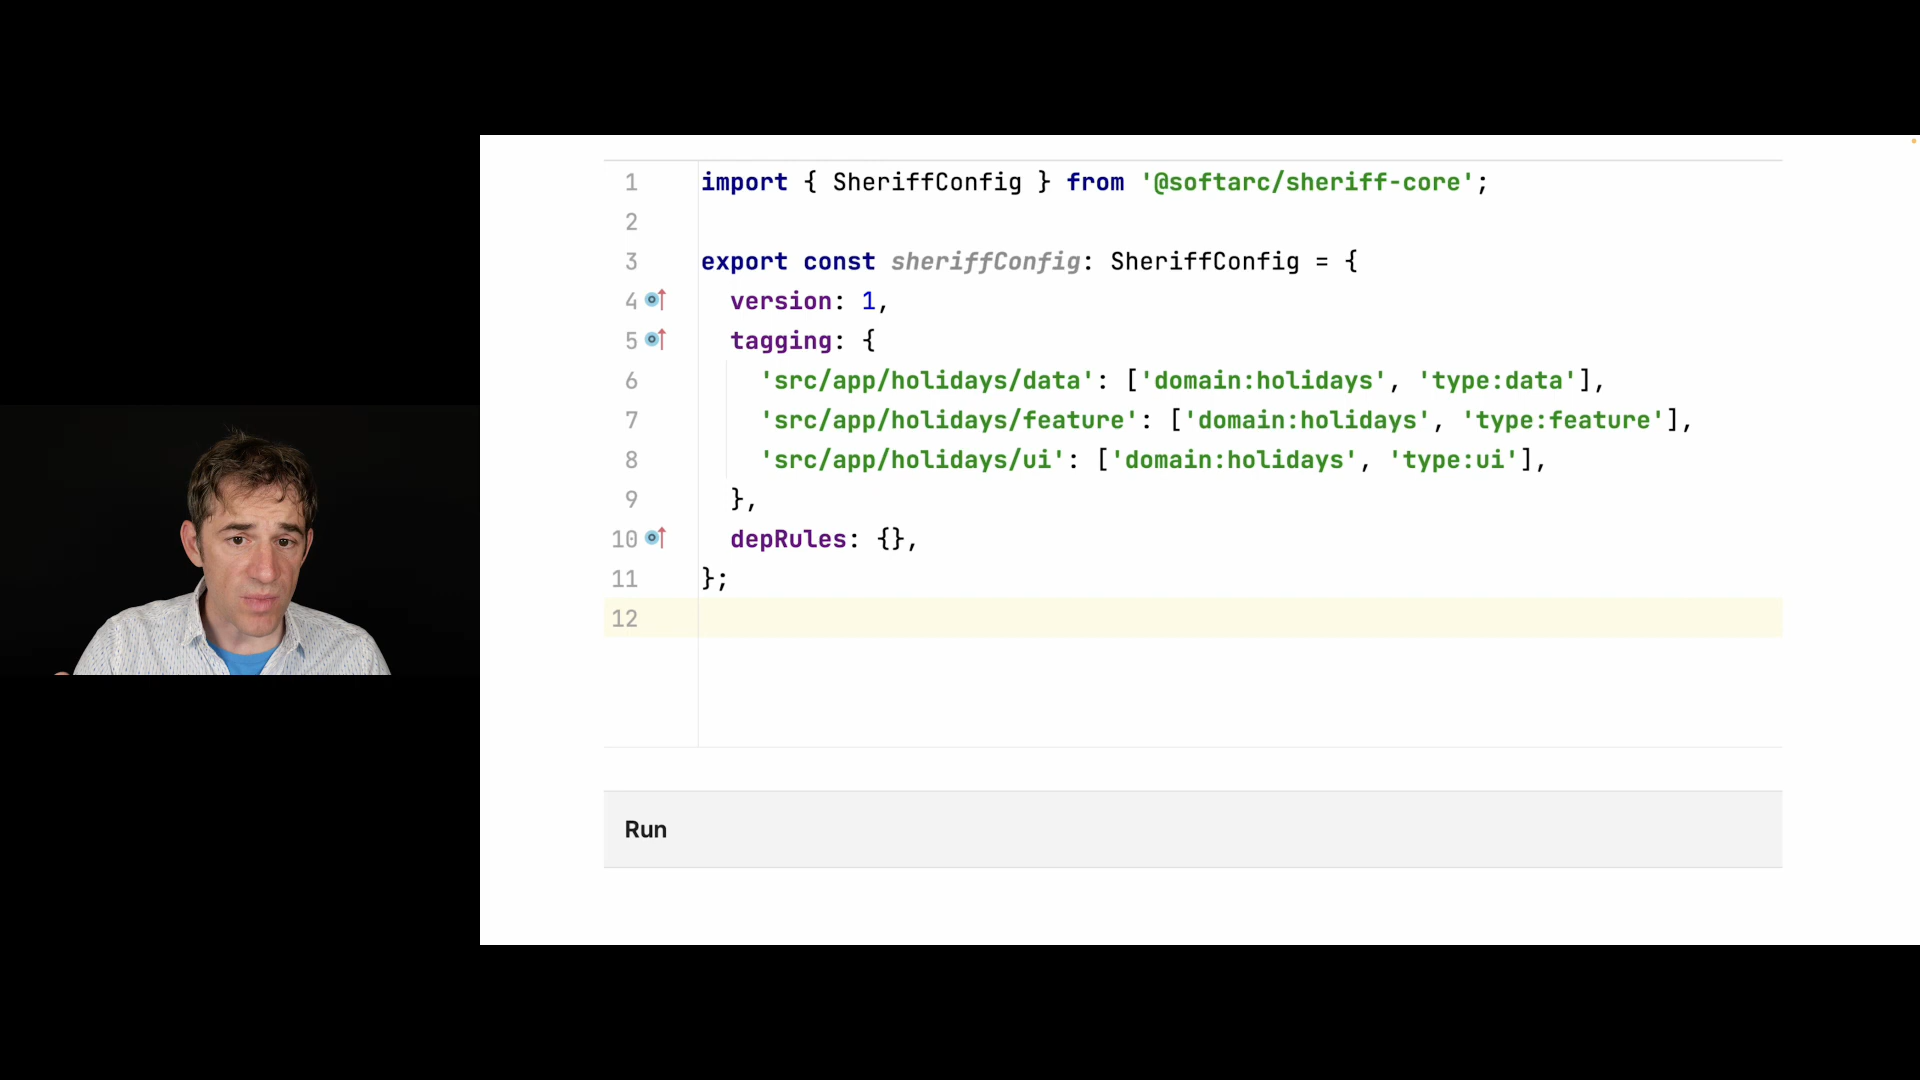 1 import { SheriffConfig } from '@softarc/sheriff-core';
2
3 export const sheriffConfig: SheriffConfig = {
4 version: 1,
5 tagging: {
6 'src/app/holidays/data': ['domain:holidays', 'type:data'],
7 'src/app/holidays/feature': ['domain:holidays', 'type:feature'],
8 'src/app/holidays/ui': ['domain:holidays', 'type:ui'],
9 },
10 depRules: {},
11 };
12
Run